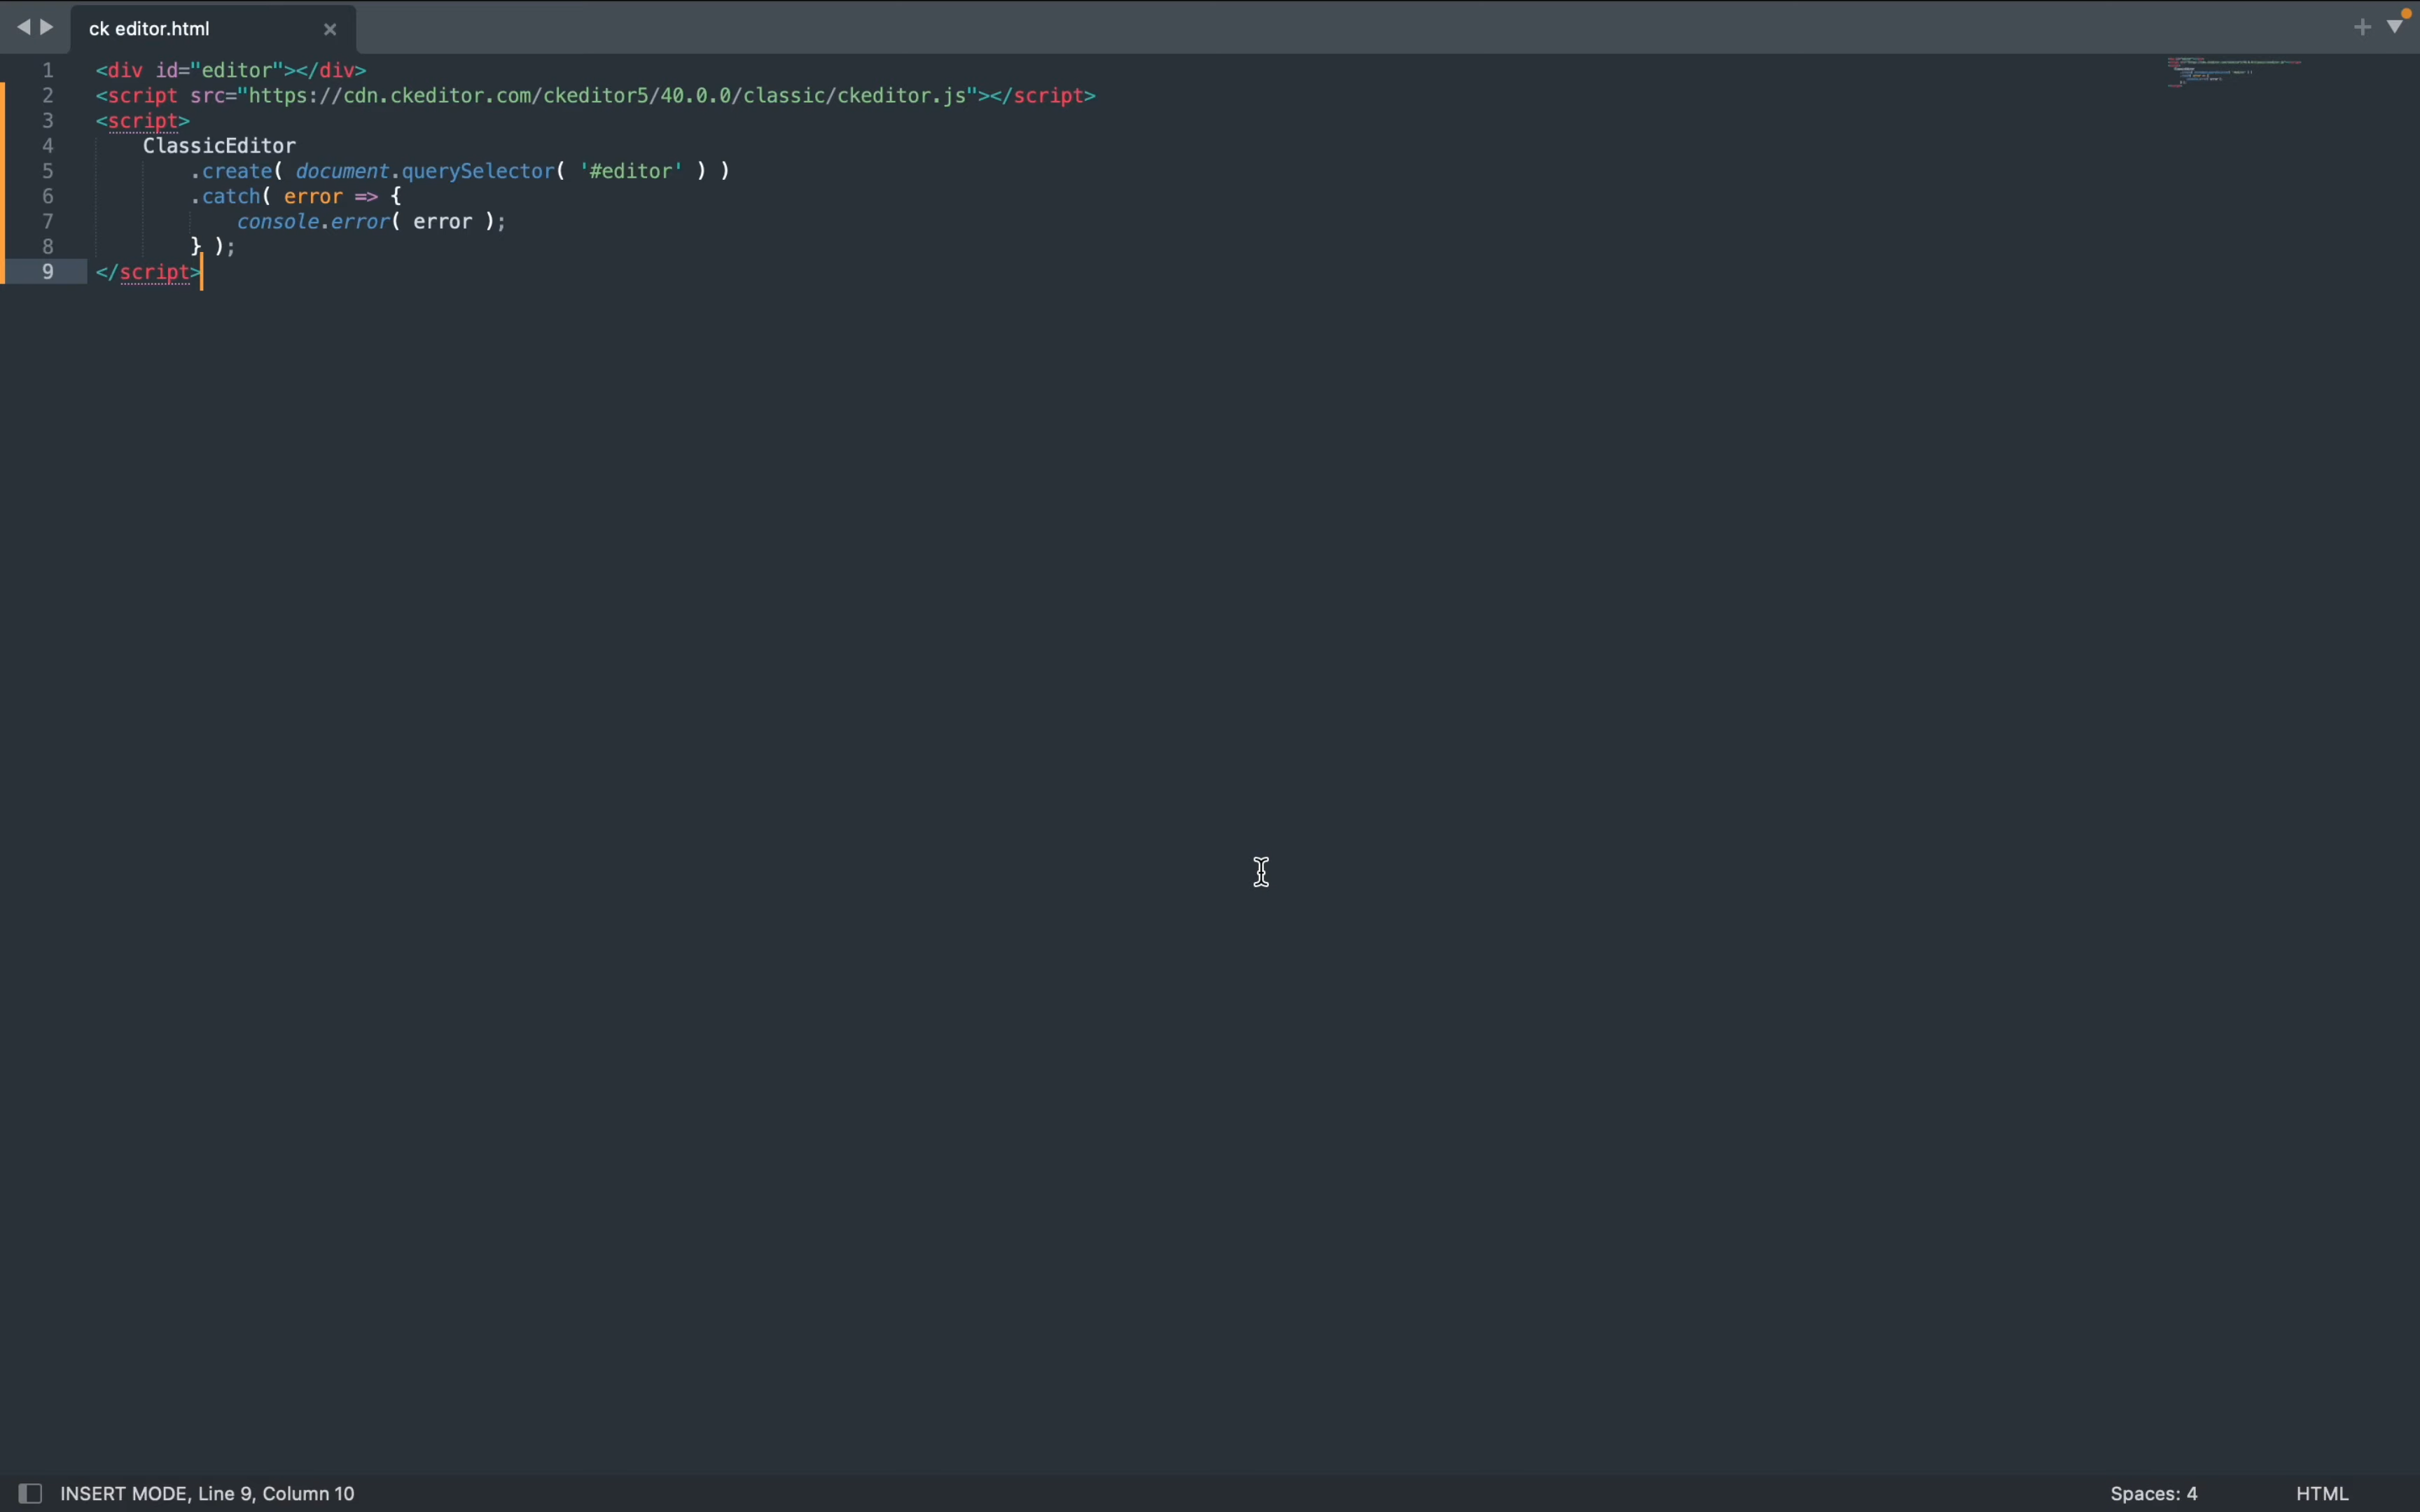 ck editor.html
1 <div id="editor"></div>
2 <script src="https://cdn.ckeditor.com/ckeditor5/40.0.0/classic/ckeditor.js"></script>
3 <script>
4     ClassicEditor
5         .create( document.querySelector( '#editor' ) )
6         .catch( error => {
7             console.error( error );
8         } );
9 </script>
INSERT MODE, Line 9, Column 10
Spaces: 4
HTML